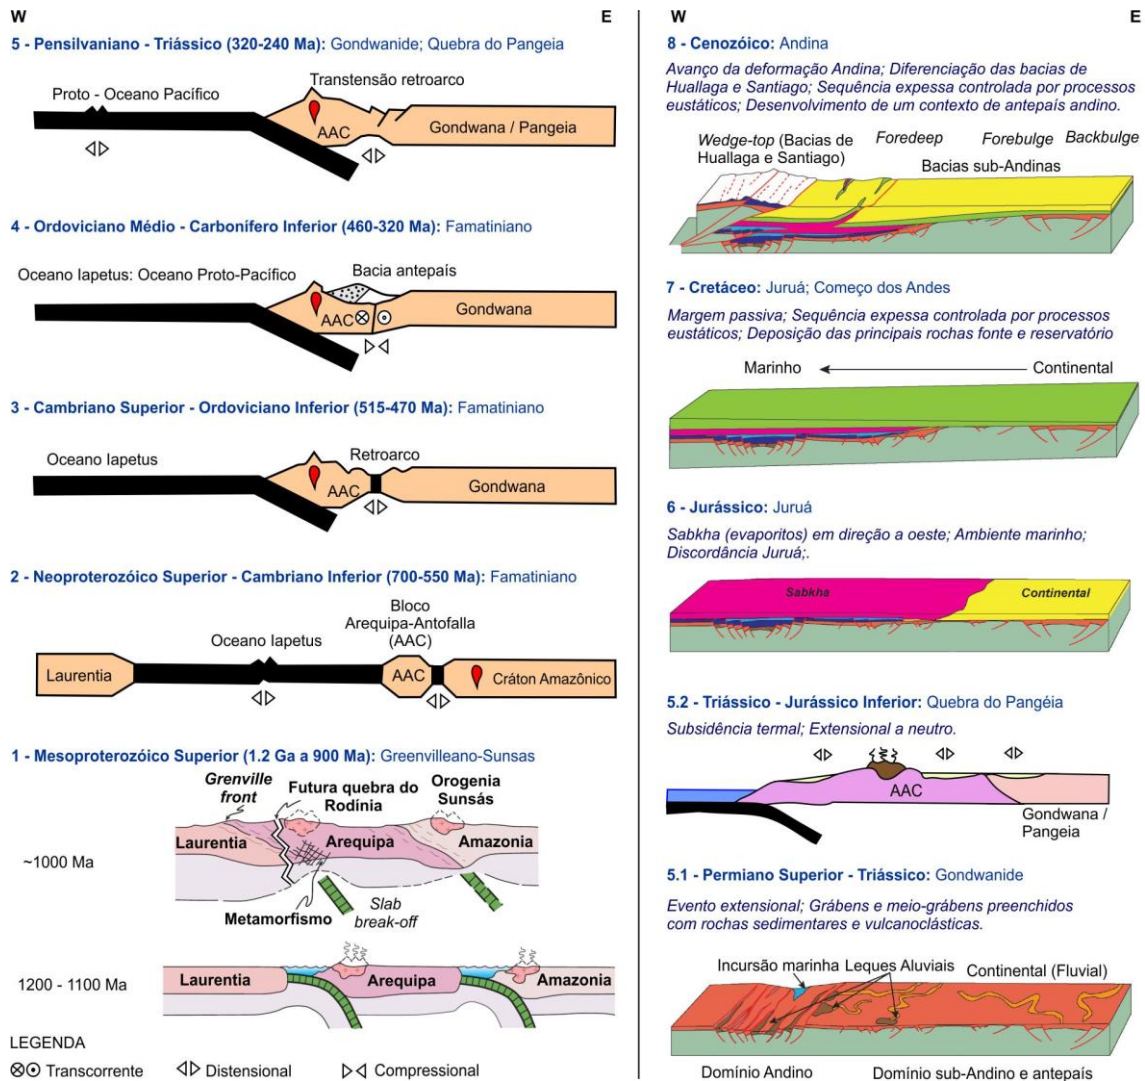 W
E
5 - Pensilvaniano - Triássico (320-240 Ma): Gondwanide; Quebra do Pangeia
Transtensão retroarco
Proto - Oceano Pacífico
AAC
Gondwana / Pangeia
4 - Ordoviciano Médio - Carbonífero Inferior (460-320 Ma): Famatiniano
Oceano Iapetus: Oceano Proto-Pacífico
Bacia antepaís
AAC
Gondwana
3 - Cambriano Superior - Ordoviciano Inferior (515-470 Ma): Famatiniano
Oceano Iapetus
Retroarco
AAC
Gondwana
2 - Neoproterozóico Superior - Cambriano Inferior (700-550 Ma): Famatiniano
Bloco
Arequipa-Antofalla
(AAC)
Oceano Iapetus
Laurentia
AAC
Cráton Amazônico
1 - Mesoproterozóico Superior (1.2 Ga a 900 Ma): Greenvilleano-Sunsas
Grenville
front
Futura quebra do
Rodínia
Orogenia
Sunsás
Laurentia
Arequipa
Amazonia
~1000 Ma
Metamorfismo
Slab
break-off
Laurentia
Arequipa
Amazonia
1200 - 1100 Ma
LEGENDA
Transcorrente
Distensional
Compressional
W
E
8 - Cenozóico: Andina
Avanço da deformação Andina; Diferenciação das bacias de
Huallaga e Santiago; Sequência expessa controlada por processos
eustáticos; Desenvolvimento de um contexto de antepaís andino.
Wedge-top (Bacias de
Huallaga e Santiago)
Foredeep
Forebulge
Backbulge
Bacias sub-Andinas
7 - Cretáceo: Juruá; Começo dos Andes
Margem passiva; Sequência expessa controlada por processos
eustáticos; Deposição das principais rochas fonte e reservatório
Marinho
Continental
6 - Jurássico: Juruá
Sabkha (evaporitos) em direção a oeste; Ambiente marinho;
Discordância Juruá;.
Sabkha
Continental
5.2 - Triássico - Jurássico Inferior: Quebra do Pangéia
Subsidência termal; Extensional a neutro.
AAC
Gondwana /
Pangeia
5.1 - Permiano Superior - Triássico: Gondwanide
Evento extensional; Grábens e meio-grábens preenchidos
com rochas sedimentares e vulcanoclásticas.
Incursão marinha
Leques Aluviais
Continental (Fluvial)
Domínio Andino
Domínio sub-Andino e antepaís